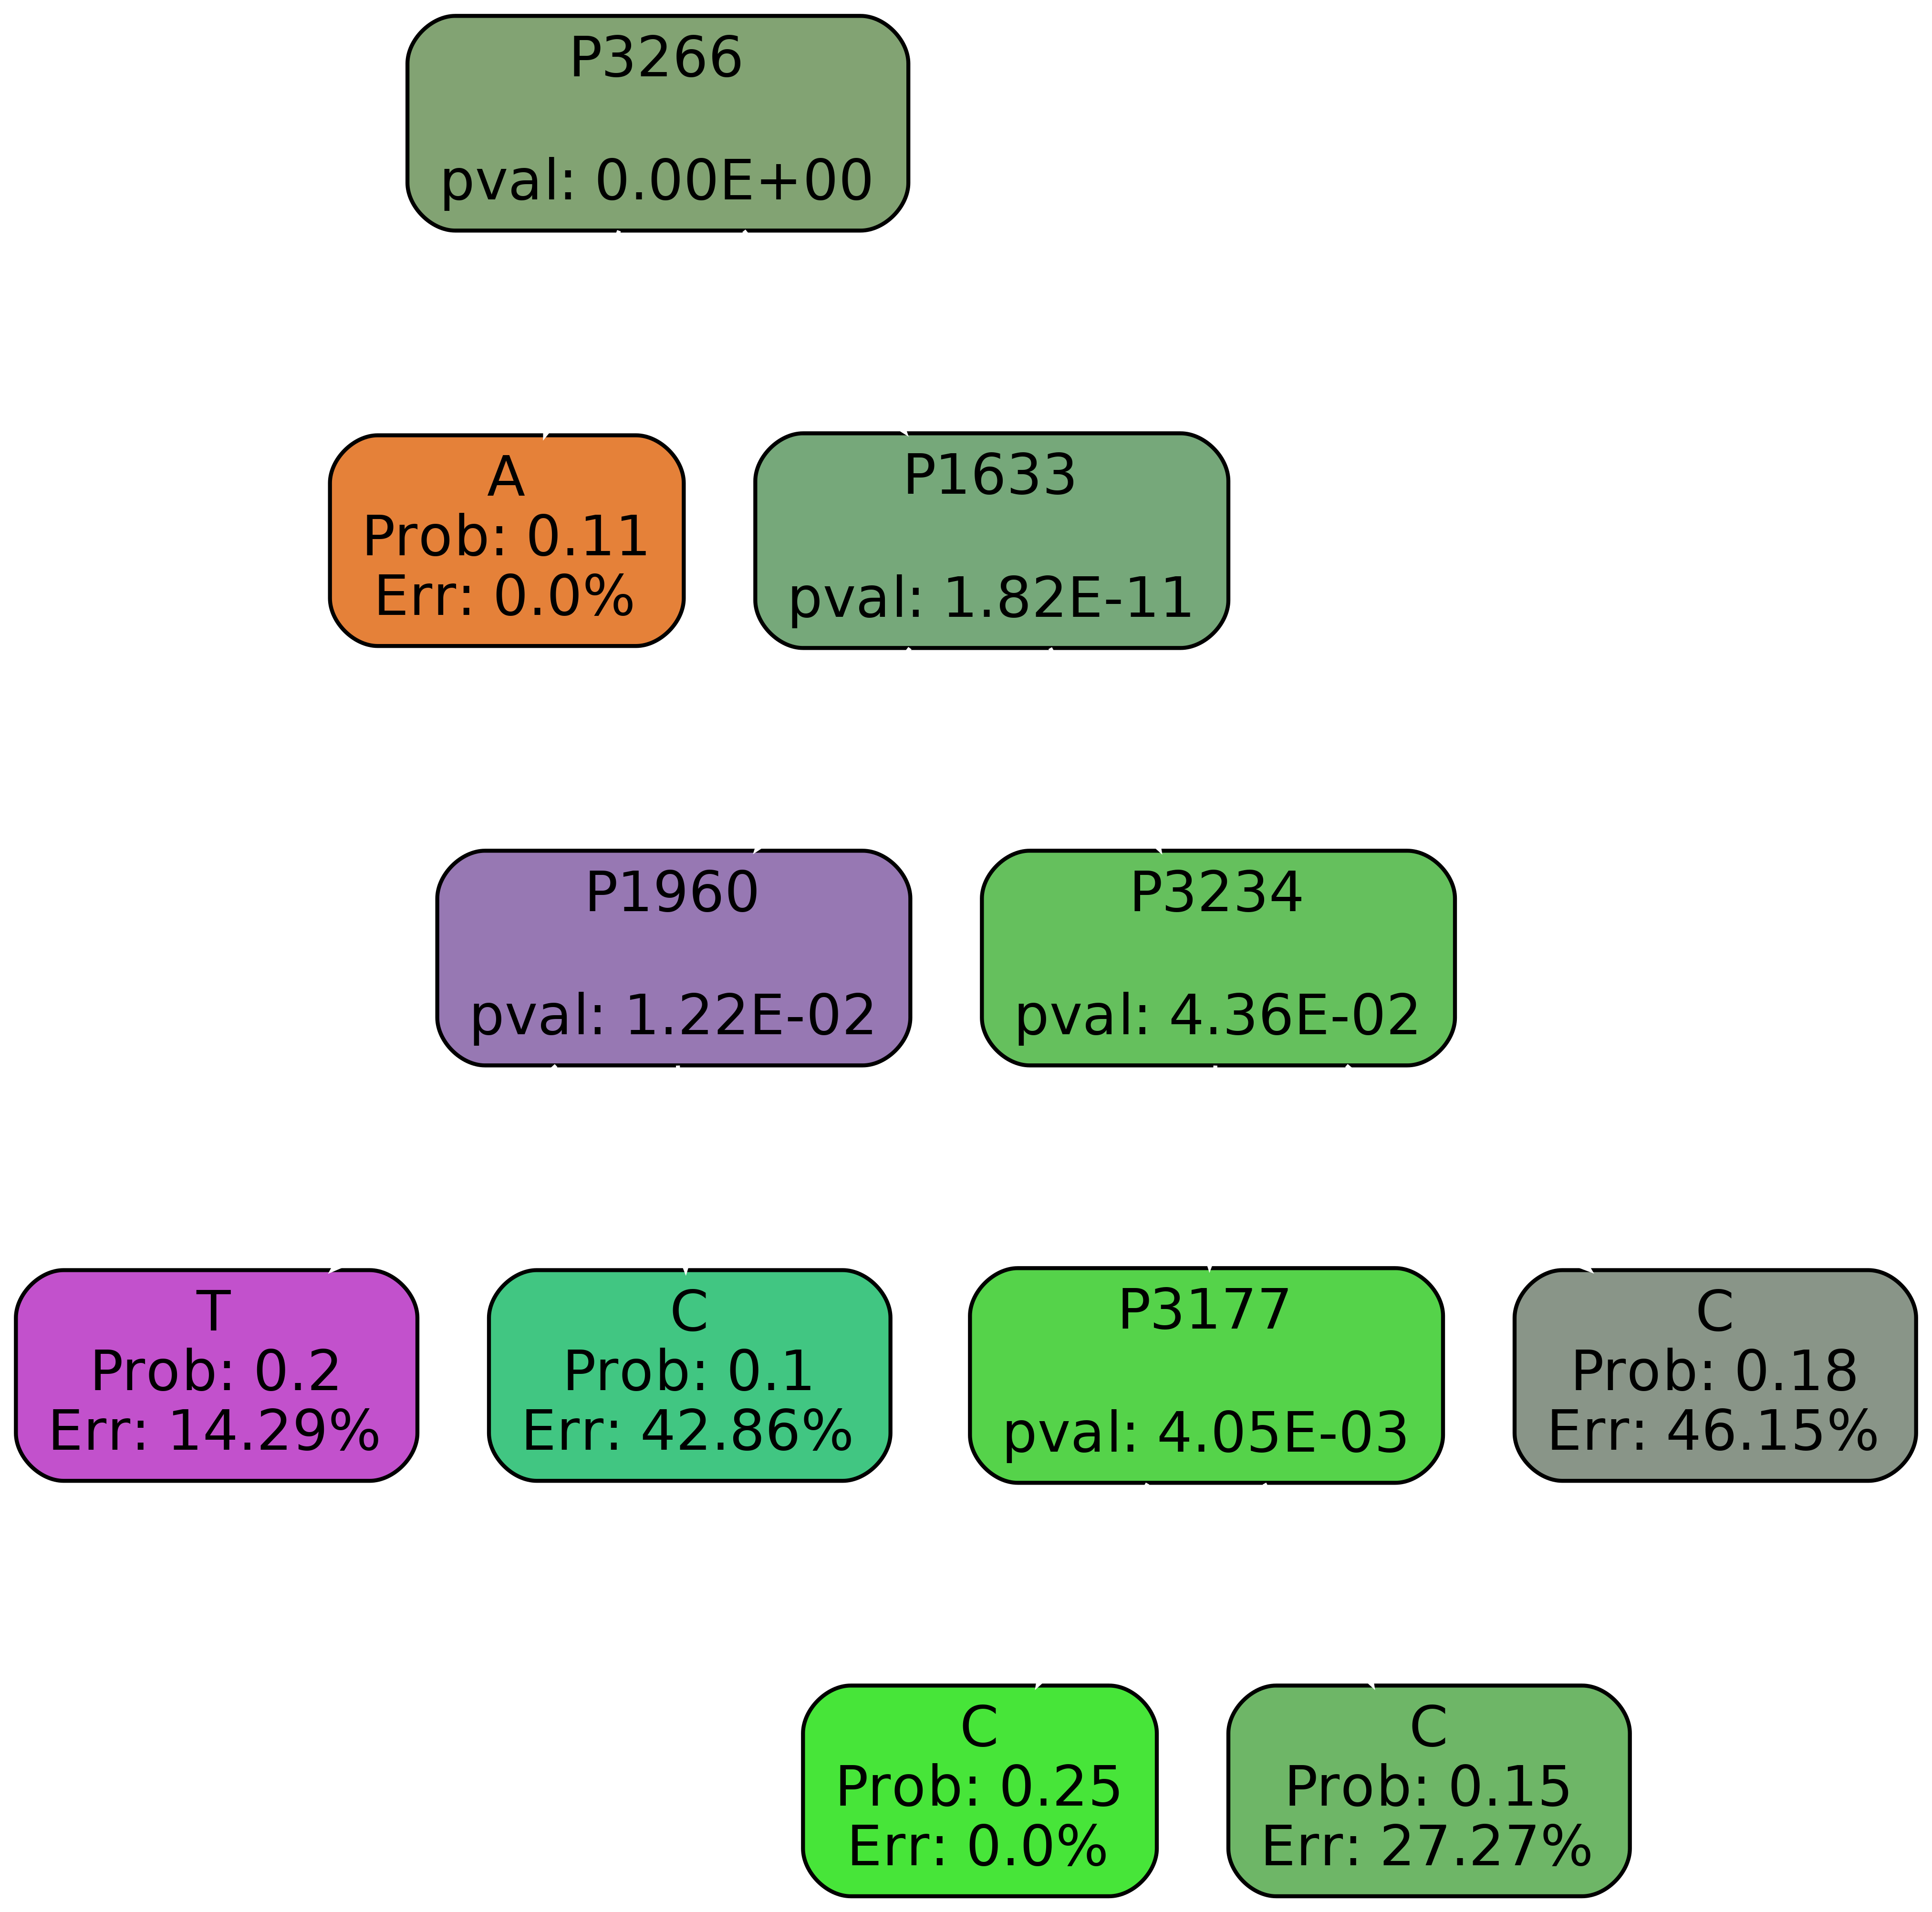 P3266
pval: 0.00E+00
A
Prob: 0.11
Err: 0.0%
P1633
pval: 1.82E-11
P1960
pval: 1.22E-02
P3234
pval: 4.36E-02
T
Prob: 0.2
Err: 14.29%
C
Prob: 0.1
Err: 42.86%
P3177
pval: 4.05E-03
C
Prob: 0.18
Err: 46.15%
C
Prob: 0.25
Err: 0.0%
C
Prob: 0.15
Err: 27.27%